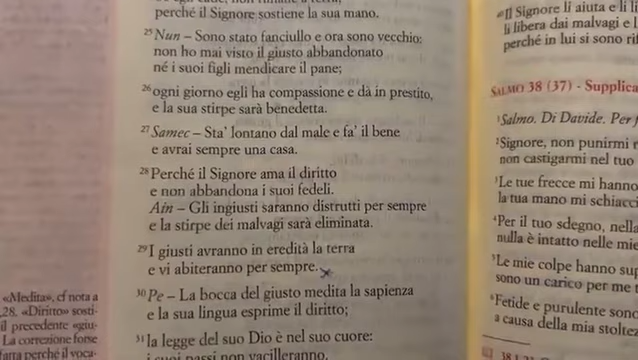 perché il Signore sostiene la sua mano.
25 Nun – Sono stato fanciullo e ora sono vecchio:
non ho mai visto il giusto abbandonato
né i suoi figli mendicare il pane;
26 ogni giorno egli ha compassione e dà in prestito,
e la sua stirpe sarà benedetta.
27 Samec – Sta' lontano dal male e fa' il bene
e avrai sempre una casa.
28 Perché il Signore ama il diritto
e non abbandona i suoi fedeli.
Ain – Gli ingiusti saranno distrutti per sempre
e la stirpe dei malvagi sarà eliminata.
29 I giusti avranno in eredità la terra
e vi abiteranno per sempre.
30 Pe – La bocca del giusto medita la sapienza
e la sua lingua esprime il diritto;
31 la legge del suo Dio è nel suo cuore:
i suoi passi non vacilleranno.
«Medita», cf nota a
28. «Diritto» sosti-
il precedente «giu-
La correzione forse
Il Signore li aiuta e li
li libera dai malvagi e
perché in lui si sono
SALMO 38 (37) - Supplica
1 Salmo. Di Davide. Per
2 Signore, non punirmi
non castigarmi nel tuo
3 Le tue frecce mi hanno
la tua mano mi
4 Per il tuo sdegno, nella
nulla è intatto nelle
5 Le mie colpe hanno
sono un carico per me
6 Fetide e purulente sono
a causa della mia